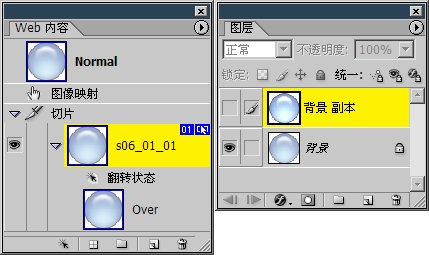 Web 内容
Normal
图像映射
切片
01
s06_01_01
翻转状态
Over
图层
正常
不透明度: 100%
锁定:
统一:
背景 副本
背景